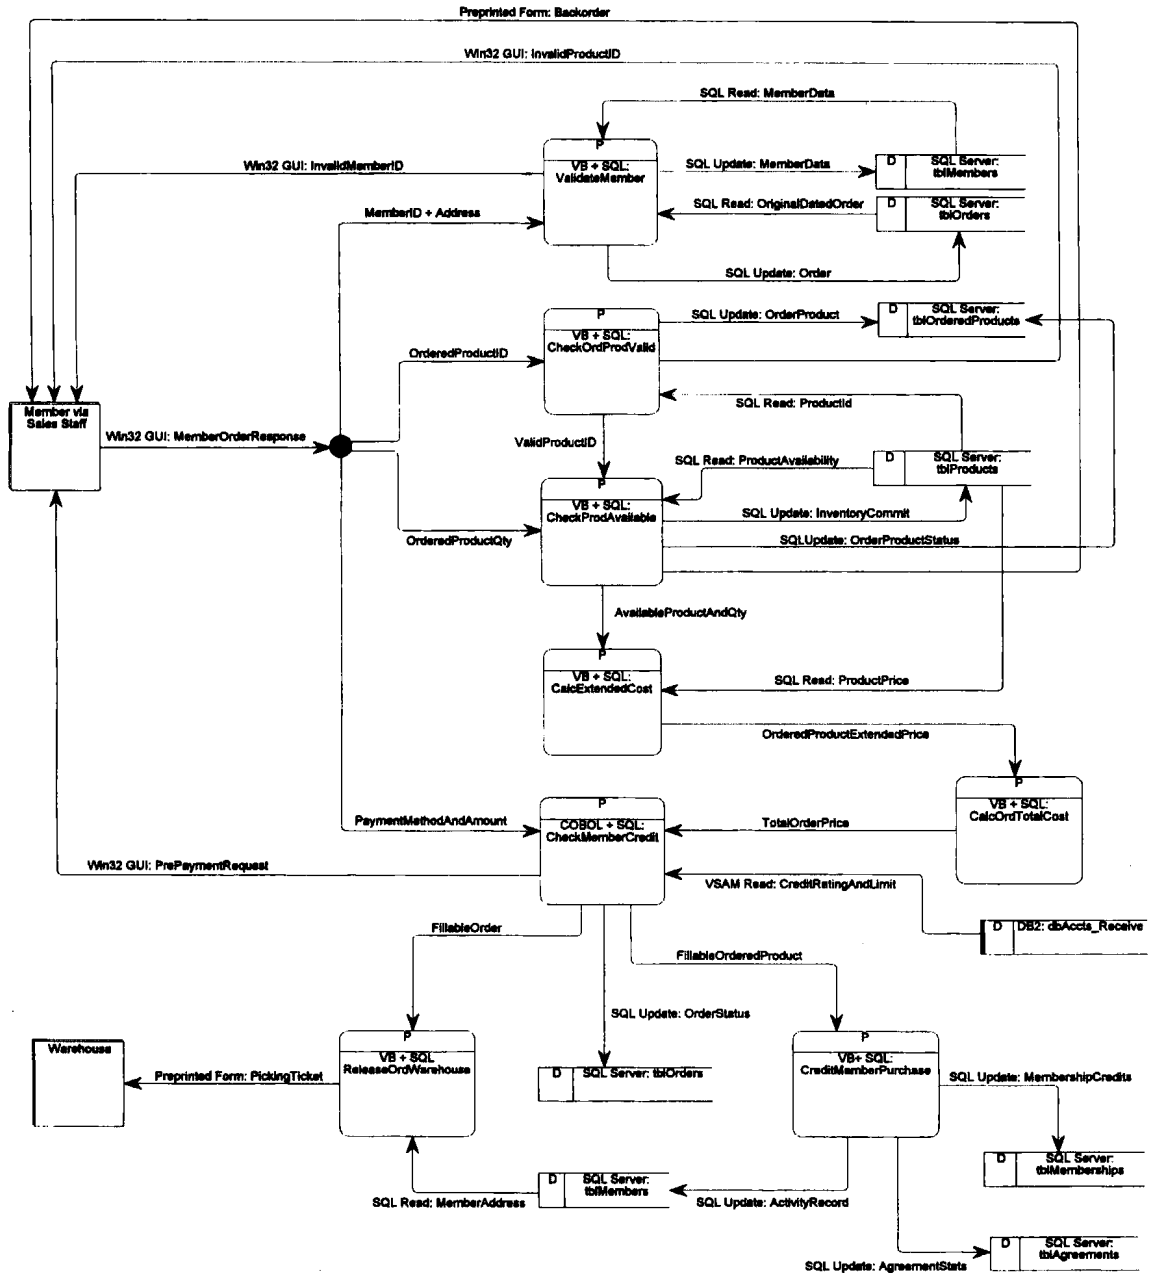 Preprinted Form: Backorder
Win32 GUI: InvalidProductID
SQL Read: MemberData
P
VB + SQL:
ValidateMember
Win32 GUI: InvalidMemberID
SQL Update: MemberData
D
SQL Server:
tblMembers
MemberID + Address
SQL Read: OriginalDatedOrder
D
SQL Server:
tblOrders
SQL Update: Order
P
VB + SQL:
CheckOrdProdValid
SQL Update: OrderProduct
D
SQL Server:
tblOrderedProducts
OrderedProductID
SQL Read: ProductId
Member via
Sales Staff
Win32 GUI: MemberOrderResponse
ValidProductID
SQL Read: ProductAvailability
D
SQL Server:
tblProducts
P
VB + SQL:
CheckProdAvailable
SQL Update: InventoryCommit
OrderedProductQty
SQLUpdate: OrderProductStatus
AvailableProductAndQty
P
VB + SQL:
CalcExtendedCost
SQL Read: ProductPrice
OrderedProductExtendedPrice
P
VB + SQL:
CalcOrdTotalCost
P
COBOL + SQL:
CheckMemberCredit
PaymentMethodAndAmount
TotalOrderPrice
Win32 GUI: PrePaymentRequest
VSAM Read: CreditRatingAndLimit
D
DB2: dbAccts_Receive
FillableOrder
FillableOrderedProduct
SQL Update: OrderStatus
Warehouse
Preprinted Form: PickingTicket
P
VB + SQL
ReleaseOrdWarehouse
D
SQL Server: tblOrders
P
VB+ SQL:
CreditMemberPurchase
SQL Update: MembershipCredits
D
SQL Server:
tblMemberships
SQL Read: MemberAddress
D
SQL Server:
tblMembers
SQL Update: ActivityRecord
D
SQL Server:
tblAgreements
SQL Update: AgreementStats